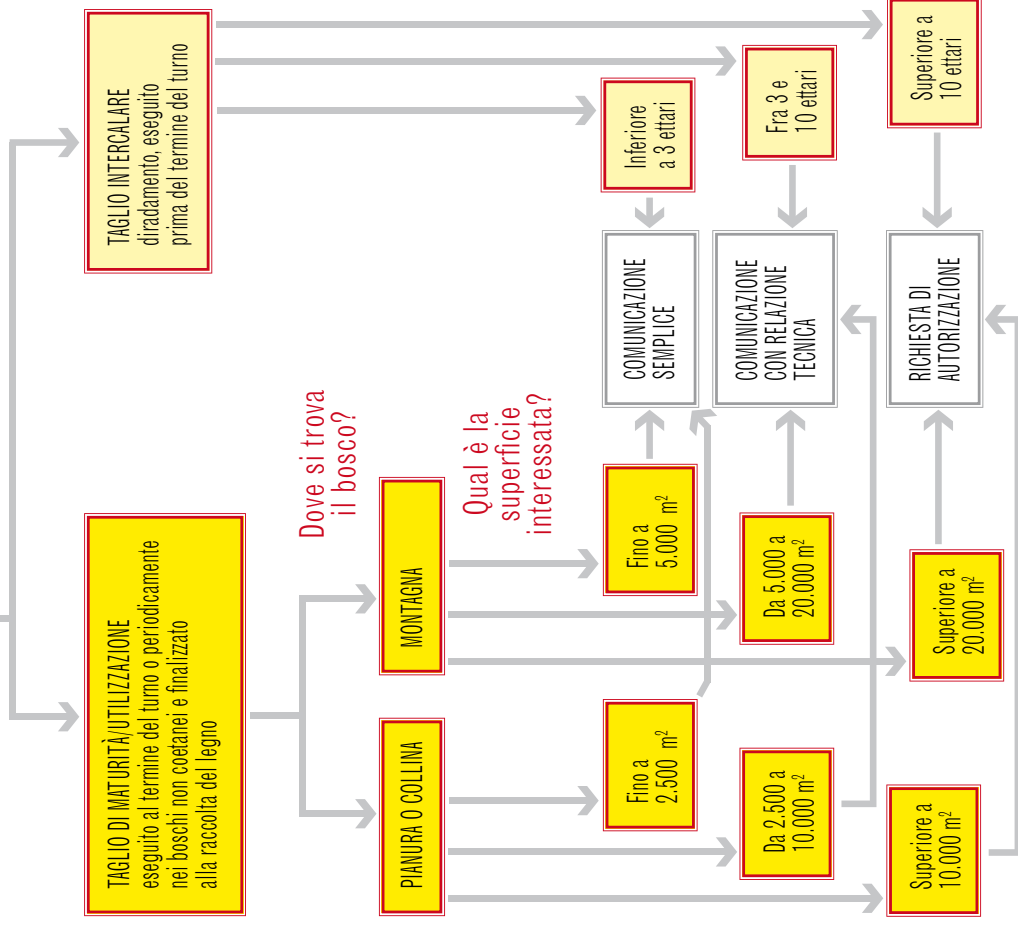 TAGLIO DI MATURITÀ/UTILIZZAZIONE
eseguito al termine del turno o periodicamente
nei boschi non coetanei e finalizzato
alla raccolta del legno
TAGLIO INTERCALARE
diradamento, eseguito
prima del termine del turno
Dove si trova
il bosco?
PIANURA O COLLINA
MONTAGNA
Qual è la
superficie
interessata?
Fino a
2.500 m²
Fino a
5.000 m²
COMUNICAZIONE
SEMPLICE
Inferiore
a 3 ettari
Da 2.500 a
10.000 m²
Da 5.000 a
20.000 m²
COMUNICAZIONE
CON RELAZIONE
TECNICA
Fra 3 e
10 ettari
Superiore a
10.000 m²
Superiore a
20.000 m²
RICHIESTA DI
AUTORIZZAZIONE
Superiore a
10 ettari